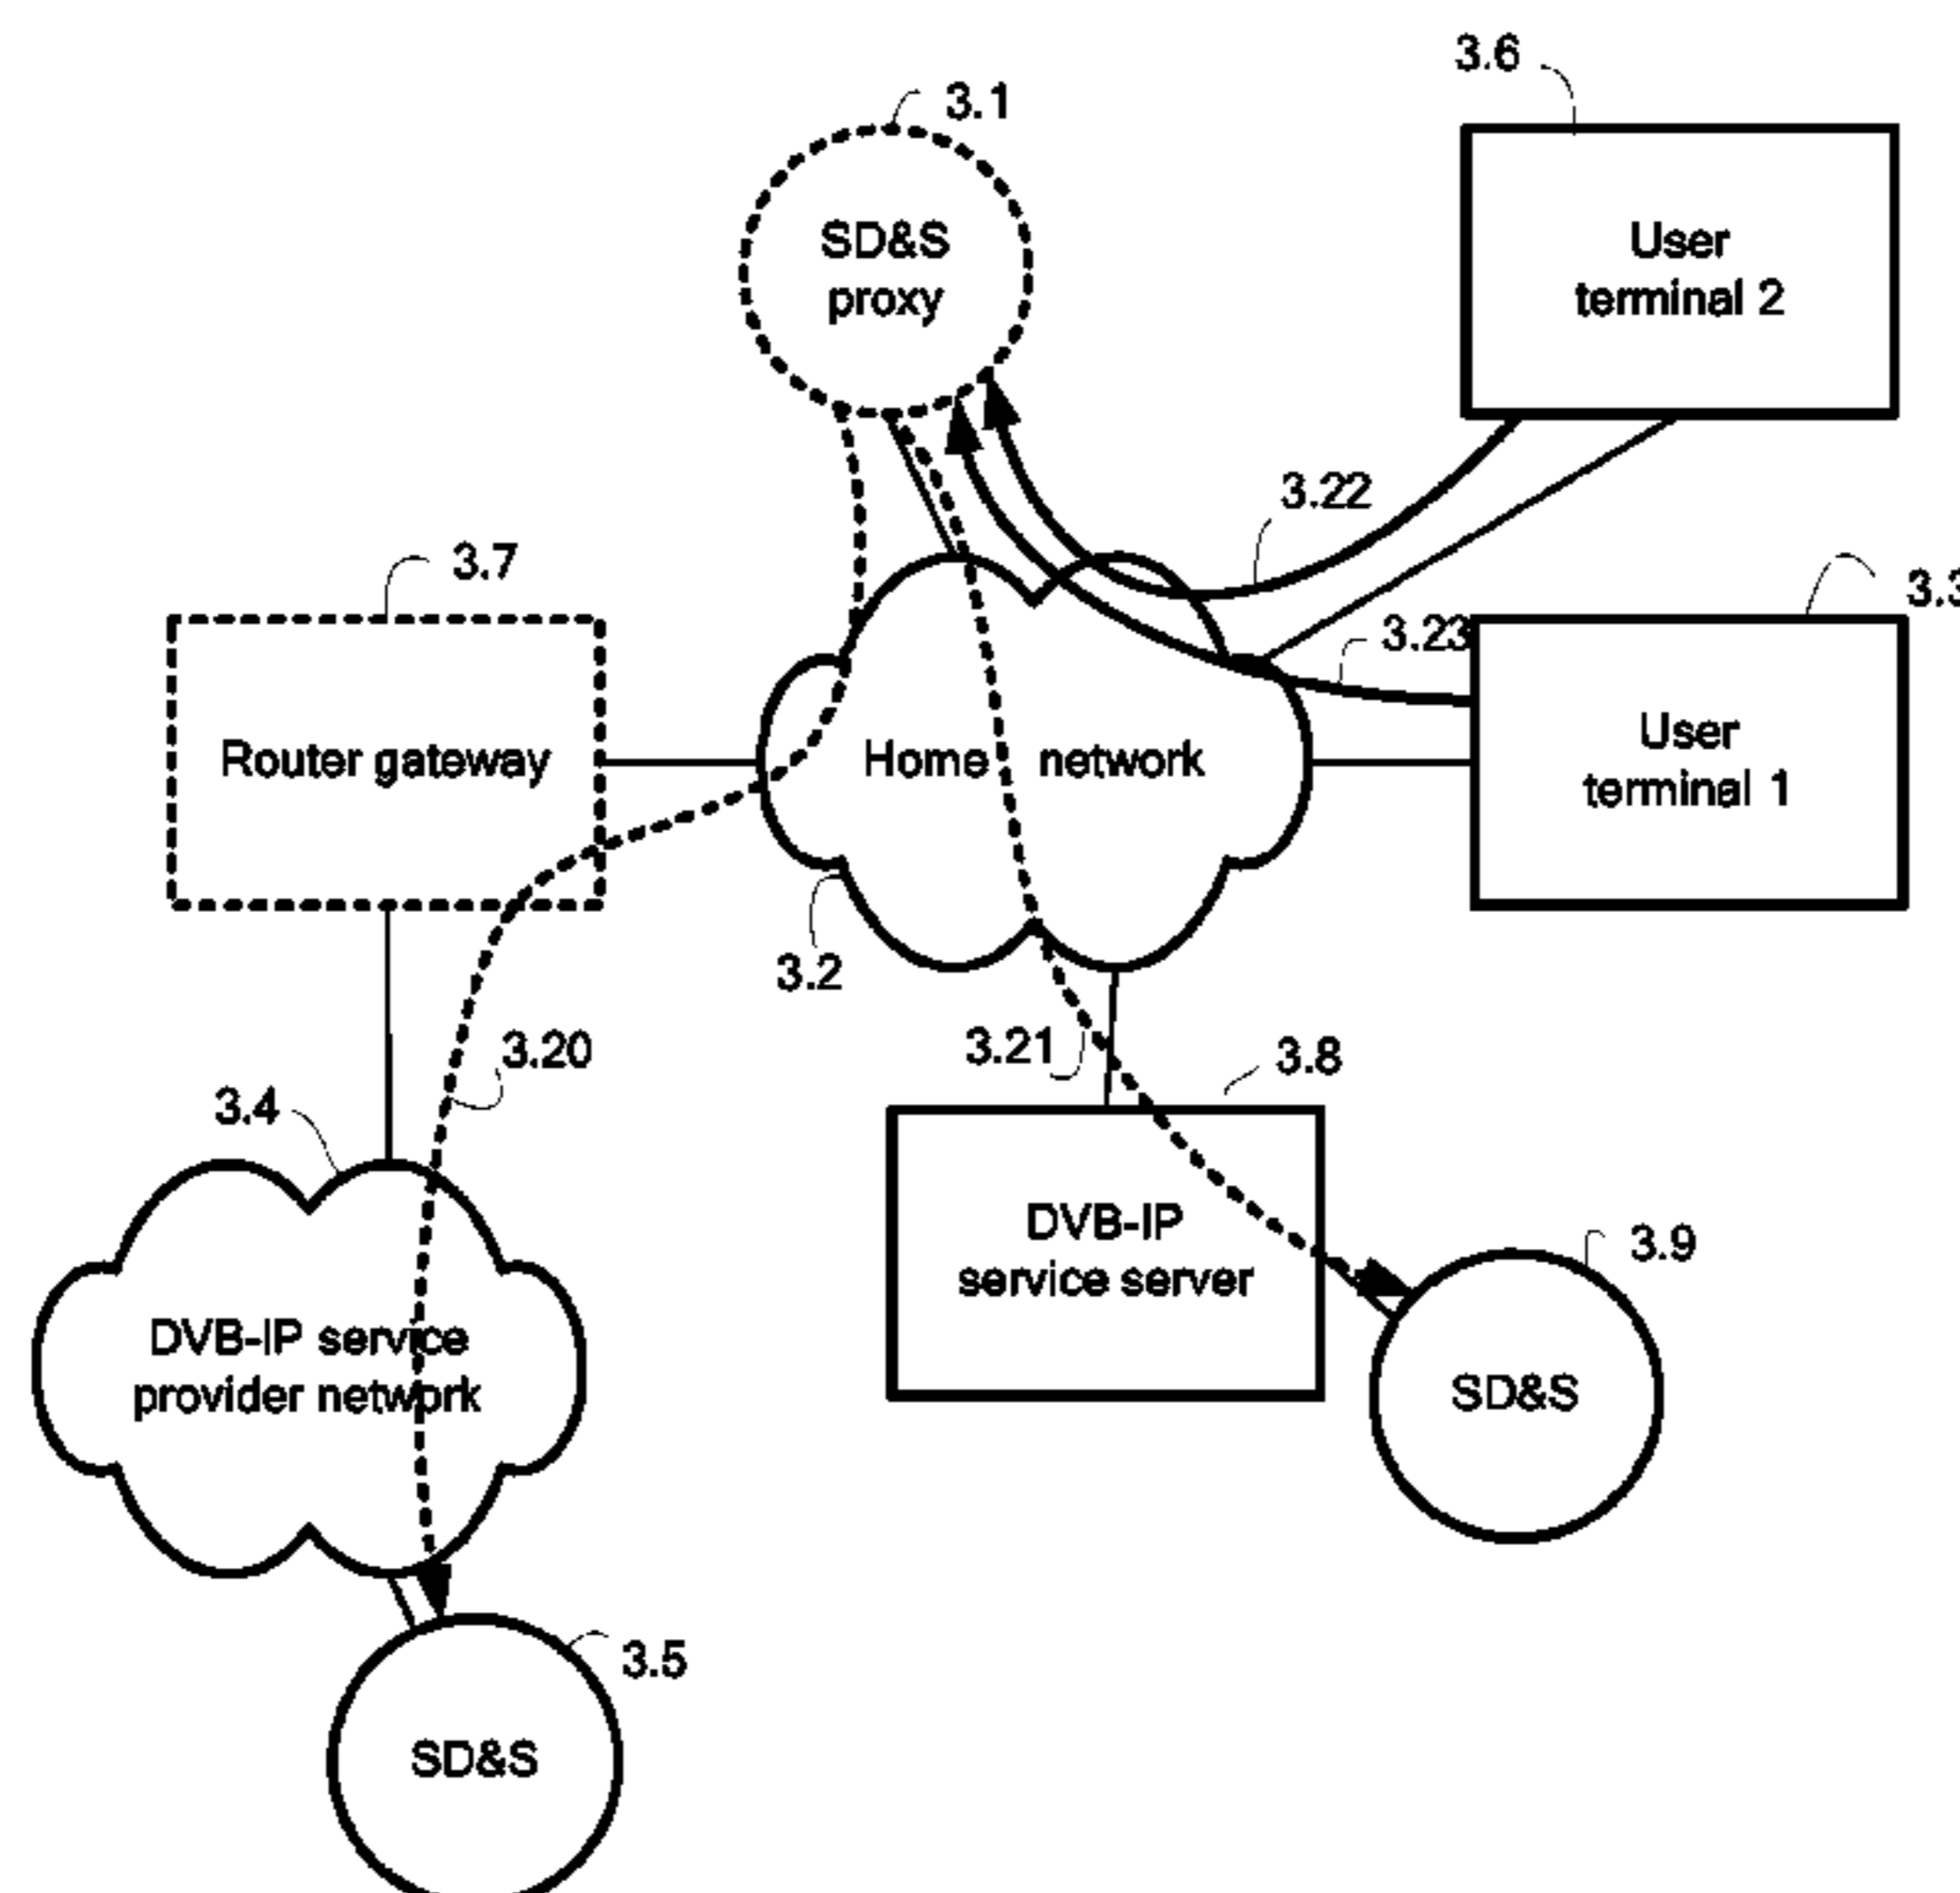 3.6
3.1
SD&S
proxy
User
terminal 2
3.22
3.7
3.3
3.23
Router gateway
Home network
User
terminal 1
3.2
3.20
3.21
3.8
3.4
DVB-IP
service server
3.9
DVB-IP service
provider network
SD&S
3.5
SD&S